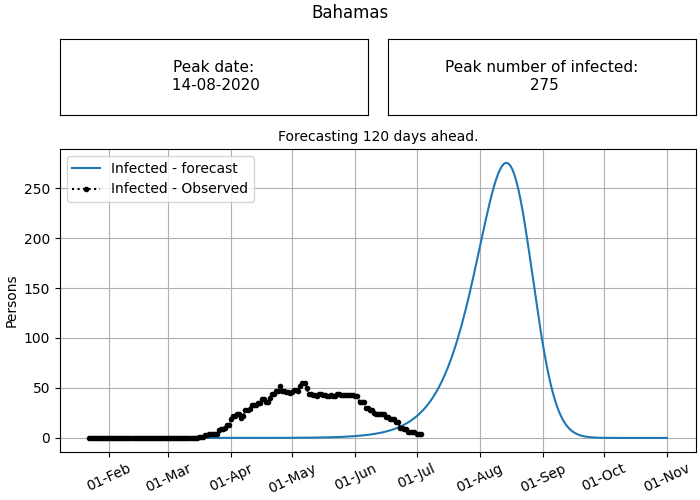 Bahamas
Peak date:
14-08-2020
Peak number of infected:
275
Forecasting 120 days ahead.
Infected - forecast
Infected - Observed
Persons
250
200
150
100
50
0
01-Feb
01-Mar
01-Apr
01-May
01-Jun
01-Jul
01-Aug
01-Sep
01-Oct
01-Nov